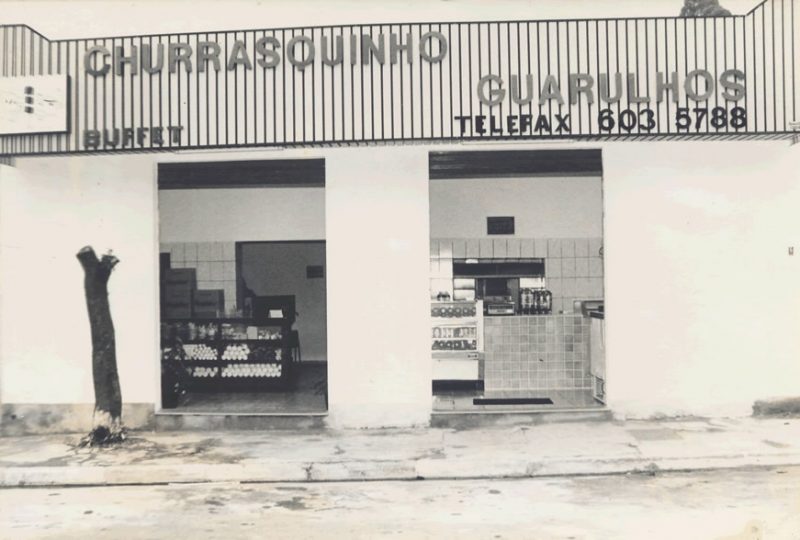 CHURRASQUINHO
GUARULHOS
BUFFET
TELEFAX 603 5788